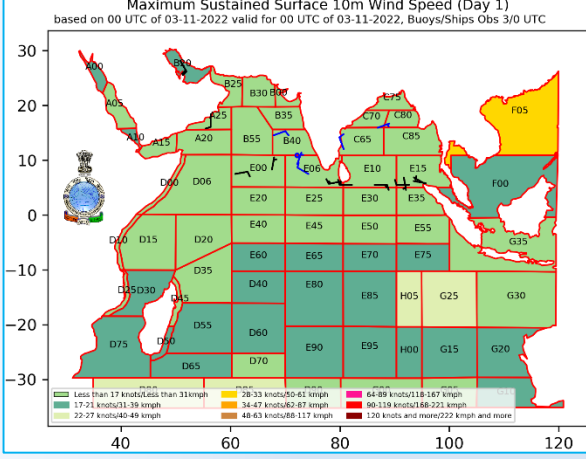 Maximum Sustained Surface 10m Wind Speed (Day 1)
based on 00 UTC of 03-11-2022 valid for 00 UTC of 03-11-2022, Buoys/Ships Obs 3/0 UTC
30
20
10
0
−10
−20
−30
40 60 80 100 120
A00
A05
A10
A15
A20
A25
B25
B30
B35
B40
B55
C75
C70
C80
C65
C85
F05
F00
D00
D06
E00
E06
E10
E15
E20
E25
E30
E35
D10
D15
D20
E40
E45
E50
E55
G35
D35
E60
E65
E70
E75
D25
D30
D45
D40
E80
E85
H05
G25
G30
D75
D50
D55
D60
E90
E95
H00
G15
G20
D65
D70
Less than 17 knots/Less than 31kmph
17-21 knots/31-39 kmph
22-27 knots/40-49 kmph
28-33 knots/50-61 kmph
34-47 knots/62-87 kmph
48-63 knots/88-117 kmph
64-89 knots/118-167 kmph
90-119 knots/168-221 kmph
120 knots and more/222 kmph and more